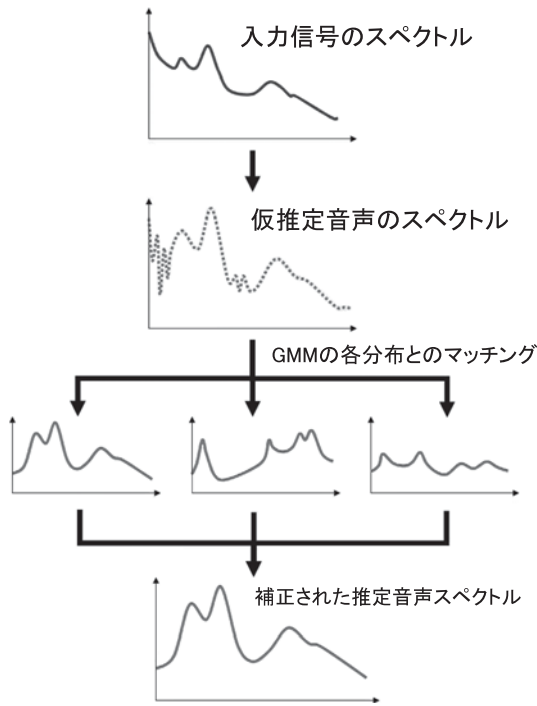 入力信号のスペクトル
仮推定音声のスペクトル
GMMの各分布とのマッチング
補正された推定音声スペクトル